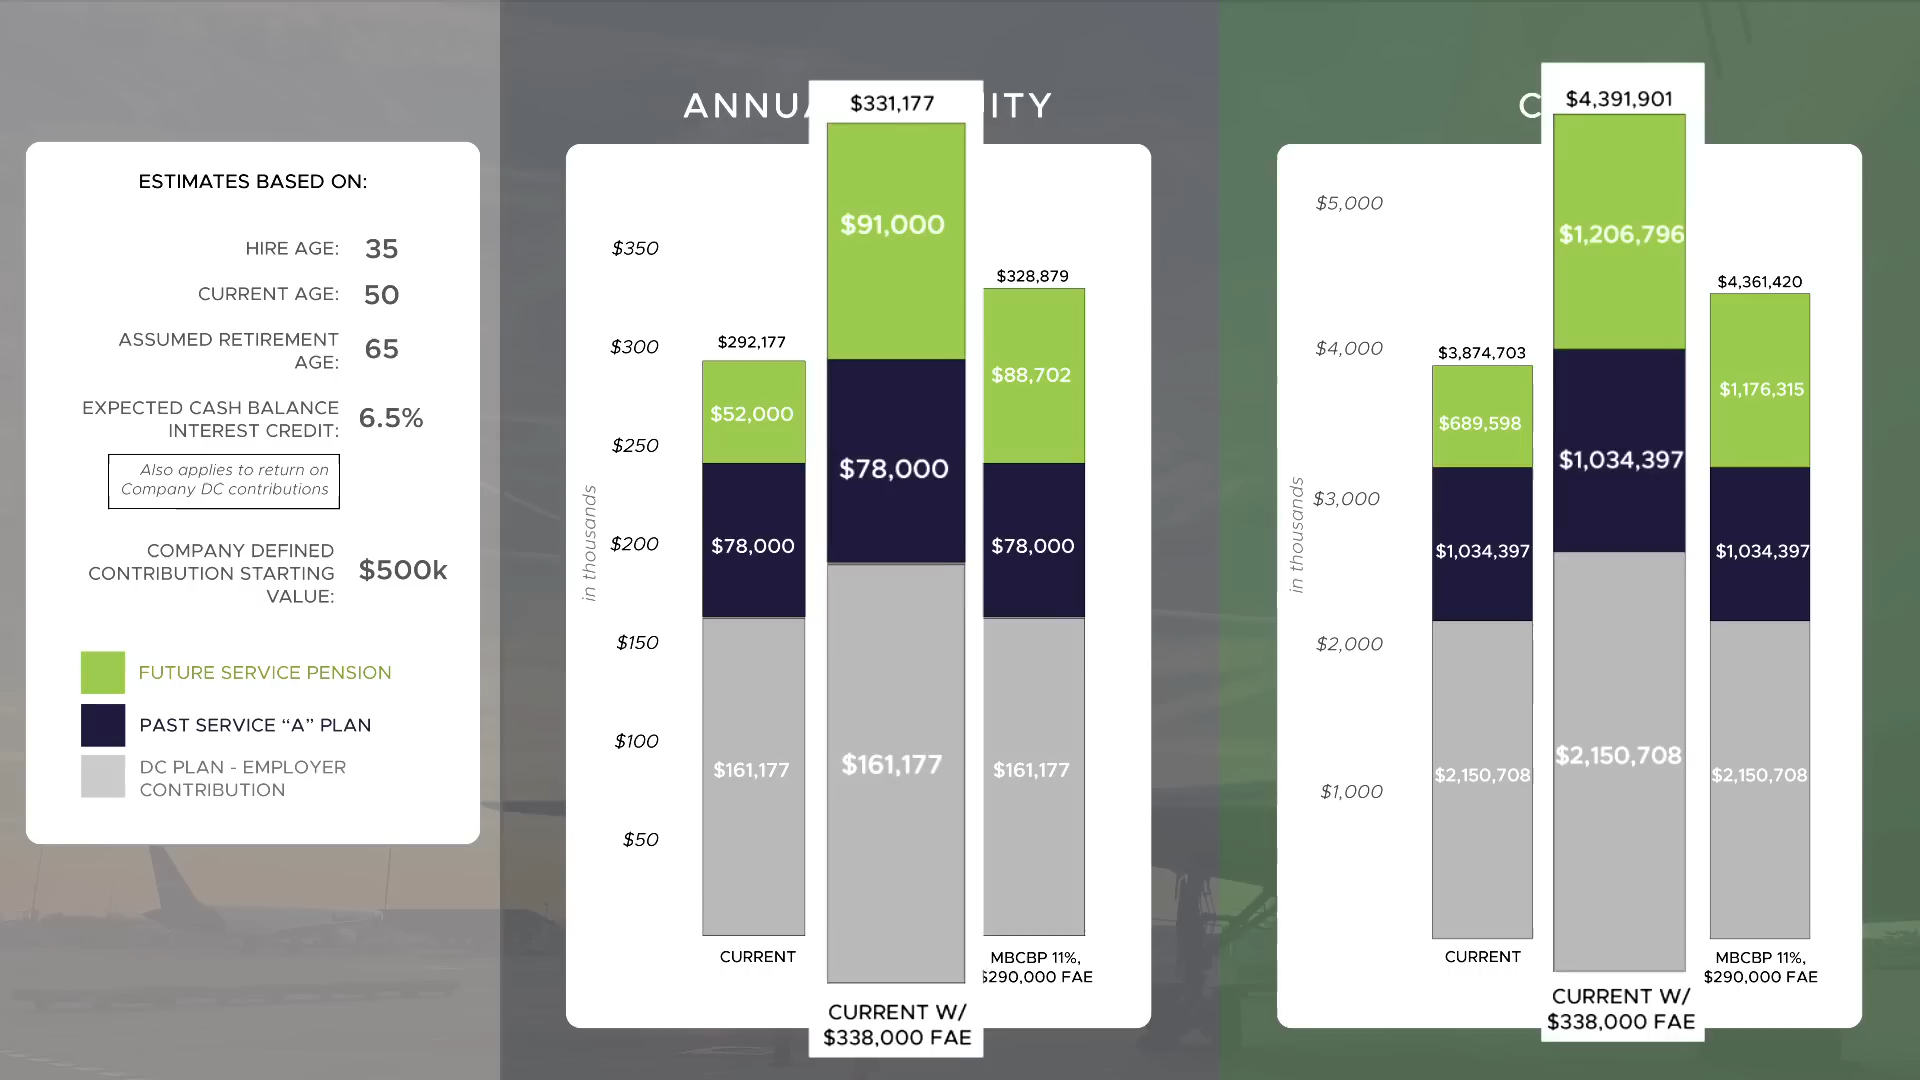 ESTIMATES BASED ON:
HIRE AGE: 35
CURRENT AGE: 50
ASSUMED RETIREMENT
AGE: 65
EXPECTED CASH BALANCE
INTEREST CREDIT: 6.5%
Also applies to return on
Company DC contributions
COMPANY DEFINED
CONTRIBUTION STARTING
VALUE: $500k
FUTURE SERVICE PENSION
PAST SERVICE “A” PLAN
DC PLAN - EMPLOYER
CONTRIBUTION
ANNUA ITY
in thousands
$350
$300
$250
$200
$150
$100
$50
$292,177
$52,000
$78,000
$161,177
CURRENT
$331,177
$91,000
$78,000
$161,177
CURRENT W/
$338,000 FAE
$328,879
$88,702
$78,000
$161,177
MBCBP 11%,
$290,000 FAE
C
in thousands
$5,000
$4,000
$3,000
$2,000
$1,000
$3,874,703
$689,598
$1,034,397
$2,150,708
CURRENT
$4,391,901
$1,206,796
$1,034,397
$2,150,708
CURRENT W/
$338,000 FAE
$4,361,420
$1,176,315
$1,034,397
$2,150,708
MBCBP 11%,
$290,000 FAE